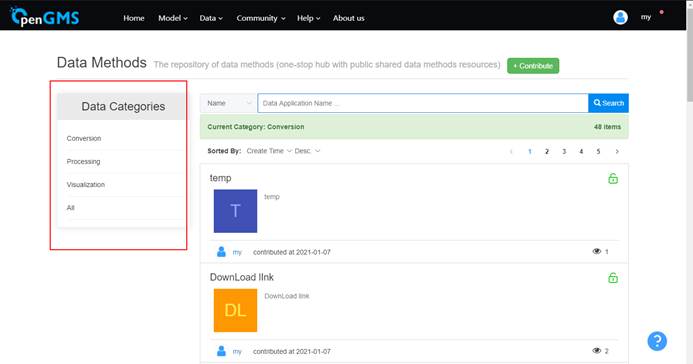 OpenGMS Home Model Data Community Help About us my
Data Methods The repository of data methods (one-stop hub with public shared data methods resources) + Contribute
Data Categories
Conversion
Processing
Visualization
All
Name Data Application Name ... Search
Current Category: Conversion 48 items
Sorted By: Create Time Desc. < 1 2 3 4 5 >
temp
T
temp
my contributed at 2021-01-07 1
DownLoad lInk
DL
DownLoad link
my contributed at 2021-01-07 2
?